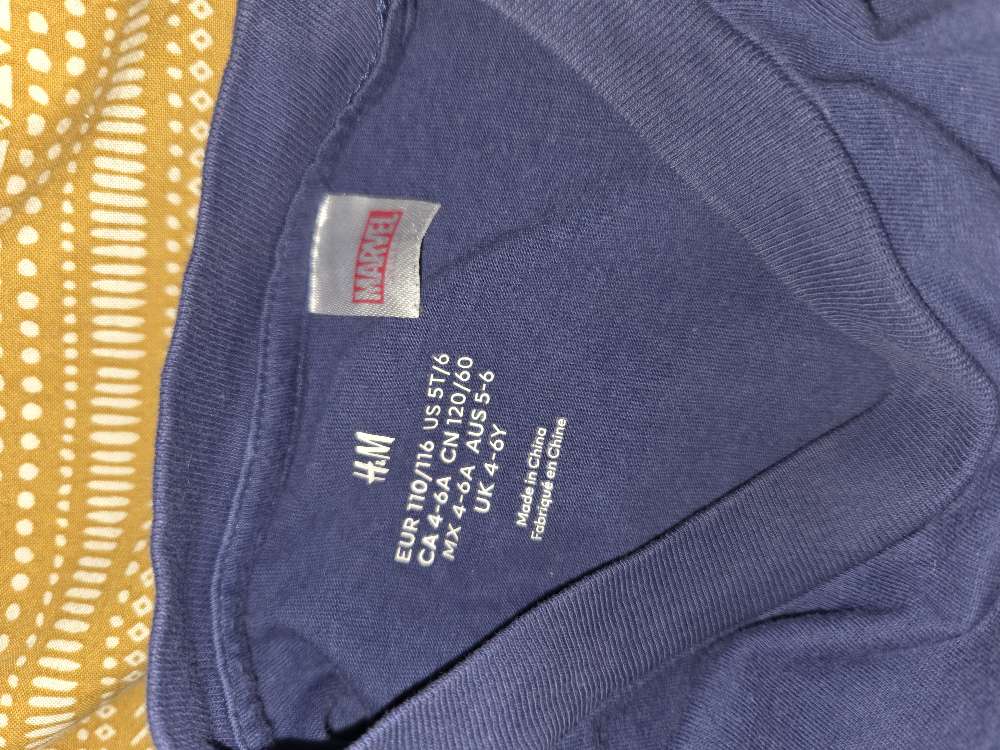 MARVEL
H&M
EUR 110/116 US 5T/6
CA 4-6A CN 120/60
MX 4-6A AUS 5-6
UK 4-6Y
Made in China
Fabriqué en Chine